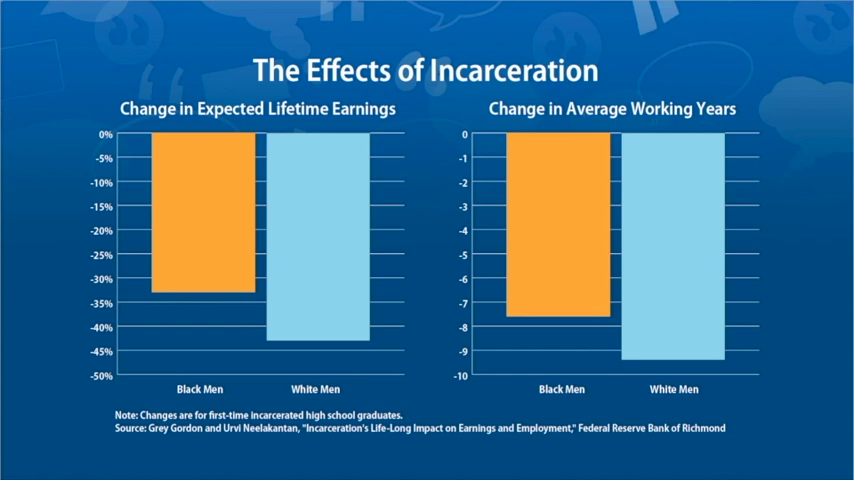 The Effects of Incarceration
Change in Expected Lifetime Earnings
0%
-5%
-10%
-15%
-20%
-25%
-30%
-35%
-40%
-45%
-50%
Black Men
White Men
Change in Average Working Years
0
-1
-2
-3
-4
-5
-6
-7
-8
-9
-10
Black Men
White Men
Note: Changes are for first-time incarcerated high school graduates.
Source: Grey Gordon and Urvi Neelakantan, "Incarceration's Life-Long Impact on Earnings and Employment," Federal Reserve Bank of Richmond